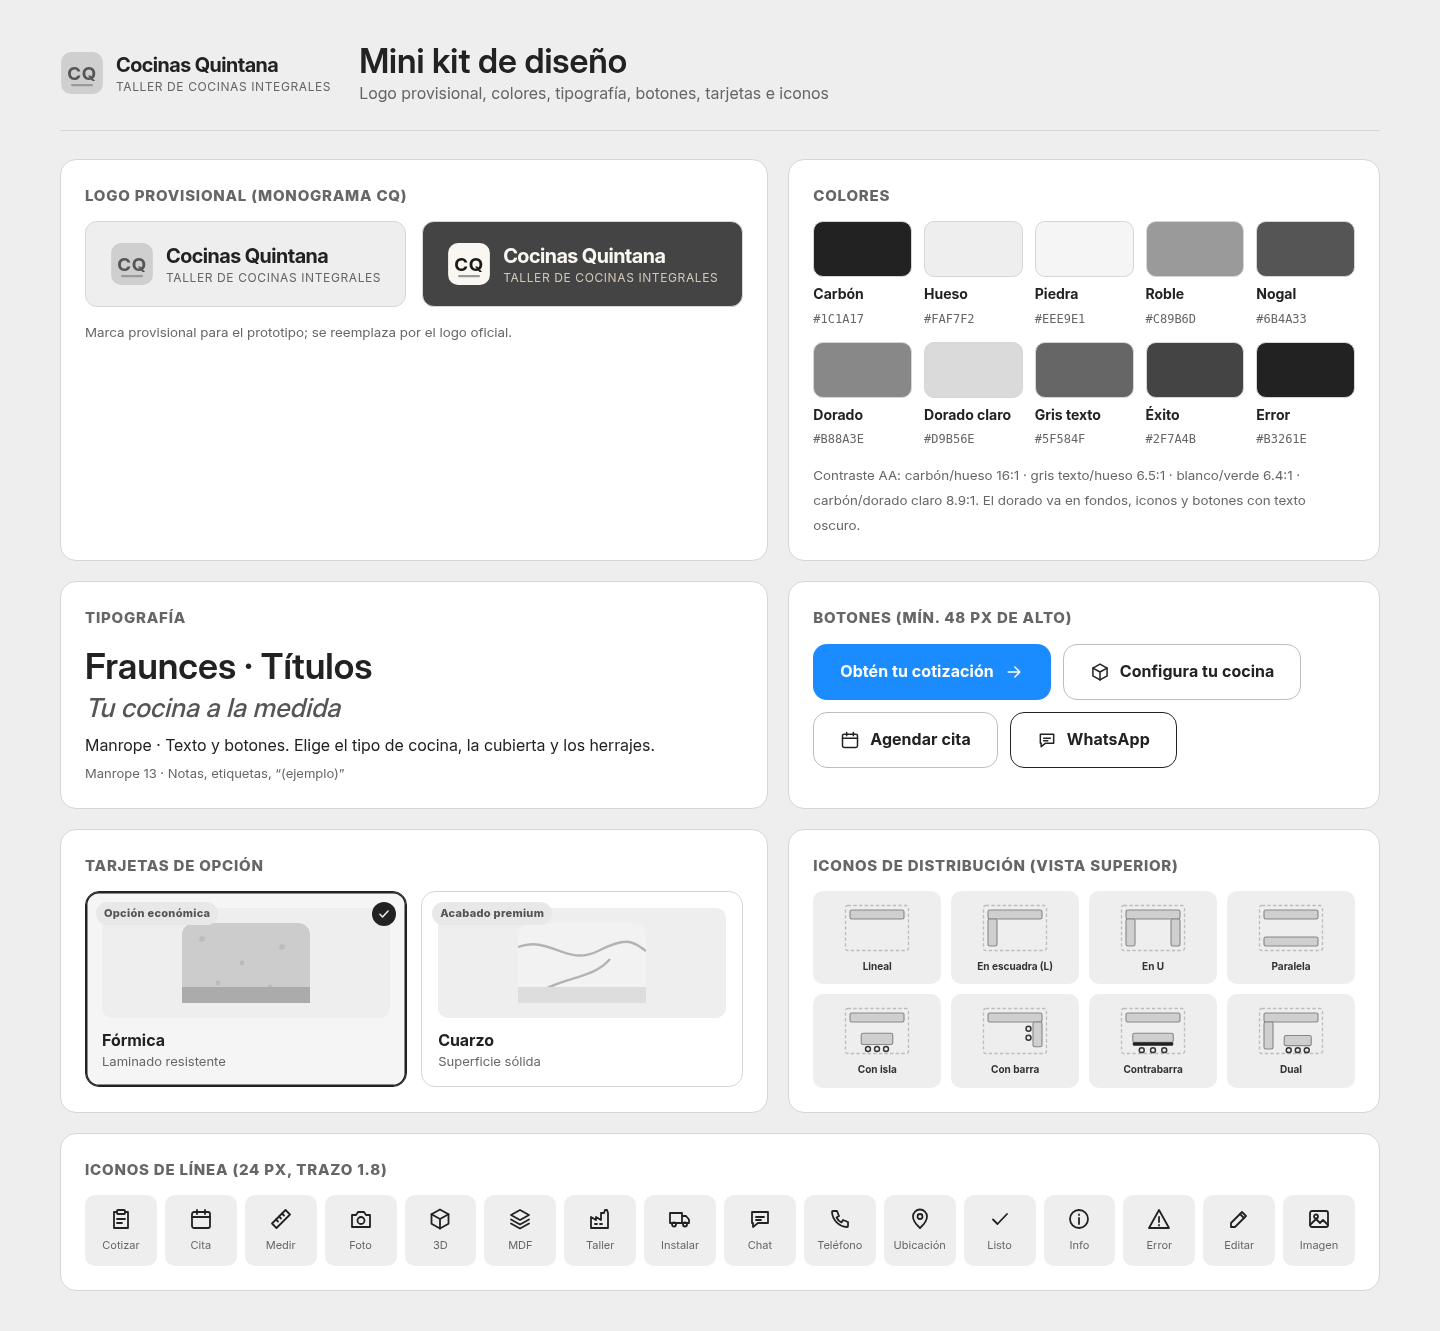 CQ
Cocinas Quintana
TALLER DE COCINAS INTEGRALES
Mini kit de diseño
Logo provisional, colores, tipografía, botones, tarjetas e iconos
LOGO PROVISIONAL (MONOGRAMA CQ)
CQ
Cocinas Quintana
TALLER DE COCINAS INTEGRALES
CQ
Cocinas Quintana
TALLER DE COCINAS INTEGRALES
Marca provisional para el prototipo; se reemplaza por el logo oficial.
COLORES
Carbón
#1C1A17
Hueso
#FAF7F2
Piedra
#EEE9E1
Roble
#C89B6D
Nogal
#6B4A33
Dorado
#B88A3E
Dorado claro
#D9B56E
Gris texto
#5F584F
Éxito
#2F7A4B
Error
#B3261E
Contraste AA: carbón/hueso 16:1 · gris texto/hueso 6.5:1 · blanco/verde 6.4:1 ·
carbón/dorado claro 8.9:1. El dorado va en fondos, iconos y botones con texto
oscuro.
TIPOGRAFÍA
Fraunces · Títulos
Tu cocina a la medida
Manrope · Texto y botones. Elige el tipo de cocina, la cubierta y los herrajes.
Manrope 13 · Notas, etiquetas, “(ejemplo)”
BOTONES (MÍN. 48 PX DE ALTO)
Obtén tu cotización
Configura tu cocina
Agendar cita
WhatsApp
TARJETAS DE OPCIÓN
Opción económica
Fórmica
Laminado resistente
Acabado premium
Cuarzo
Superficie sólida
ICONOS DE DISTRIBUCIÓN (VISTA SUPERIOR)
Lineal
En escuadra (L)
En U
Paralela
Con isla
Con barra
Contrabarra
Dual
ICONOS DE LÍNEA (24 PX, TRAZO 1.8)
Cotizar
Cita
Medir
Foto
3D
MDF
Taller
Instalar
Chat
Teléfono
Ubicación
Listo
Info
Error
Editar
Imagen